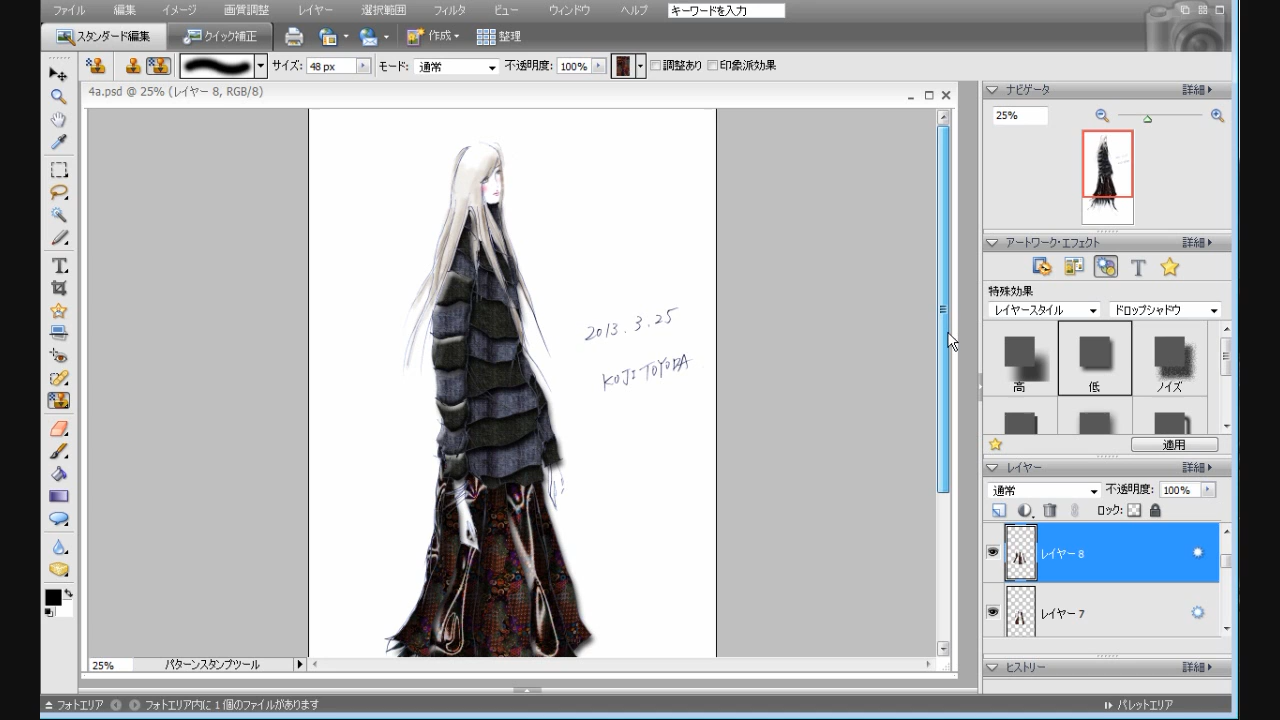 ファイル 編集 イメージ 画質調整 レイヤー 選択範囲 フィルタ ビュー ウィンドウ ヘルプ キーワードを入力
スタンダード編集 クイック補正 作成 整理
サイズ: 48 px モード: 通常 不透明度: 100% 調整あり 印象派効果
4a.psd @ 25% (レイヤー 8, RGB/8)
2013.3.25
KOJI TOYODA
25% パターンスタンプツール
ナビゲータ 詳細
25%
アートワーク・エフェクト 詳細
特殊効果
レイヤースタイル ドロップシャドウ
高 低 ノイズ
適用
レイヤー 詳細
通常 不透明度: 100%
ロック:
レイヤー 8
レイヤー 7
ヒストリー 詳細
フォトエリア フォトエリア内に 1 個のファイルがあります パレットエリア